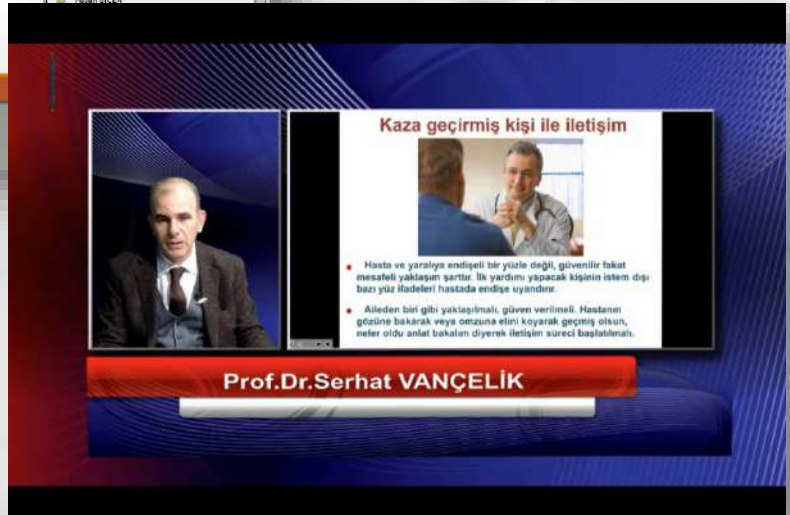 Kaza geçirmiş kişi ile iletişim
Hasta ve yaralıya endişeli bir yüzle değil, güvenilir fakat
mesafeli yaklaşım şarttır. İlk yardımı yapacak kişinin istem dışı
bazı yüz ifadeleri hastada endişe uyandırır.
Aileden biri gibi yaklaşılmalı, güven verilmeli. Hastanın
gözüne bakarak veya omzuna elini koyarak geçmiş olsun,
neler oldu anlat bakalım diyerek iletişim süreci başlatılmalı.
Prof.Dr.Serhat VANÇELİK